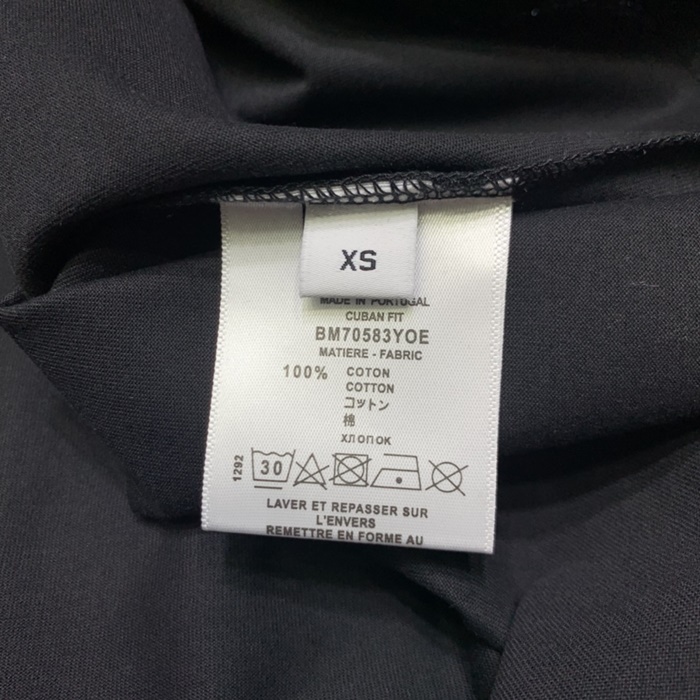 XS
MADE IN PORTUGAL
CUBAN FIT
BM70583YOE
MATIERE - FABRIC
100% COTON
COTTON
コットン
棉
хлопок
1292
30
LAVER ET REPASSER SUR
L'ENVERS
REMETTRE EN FORME AU